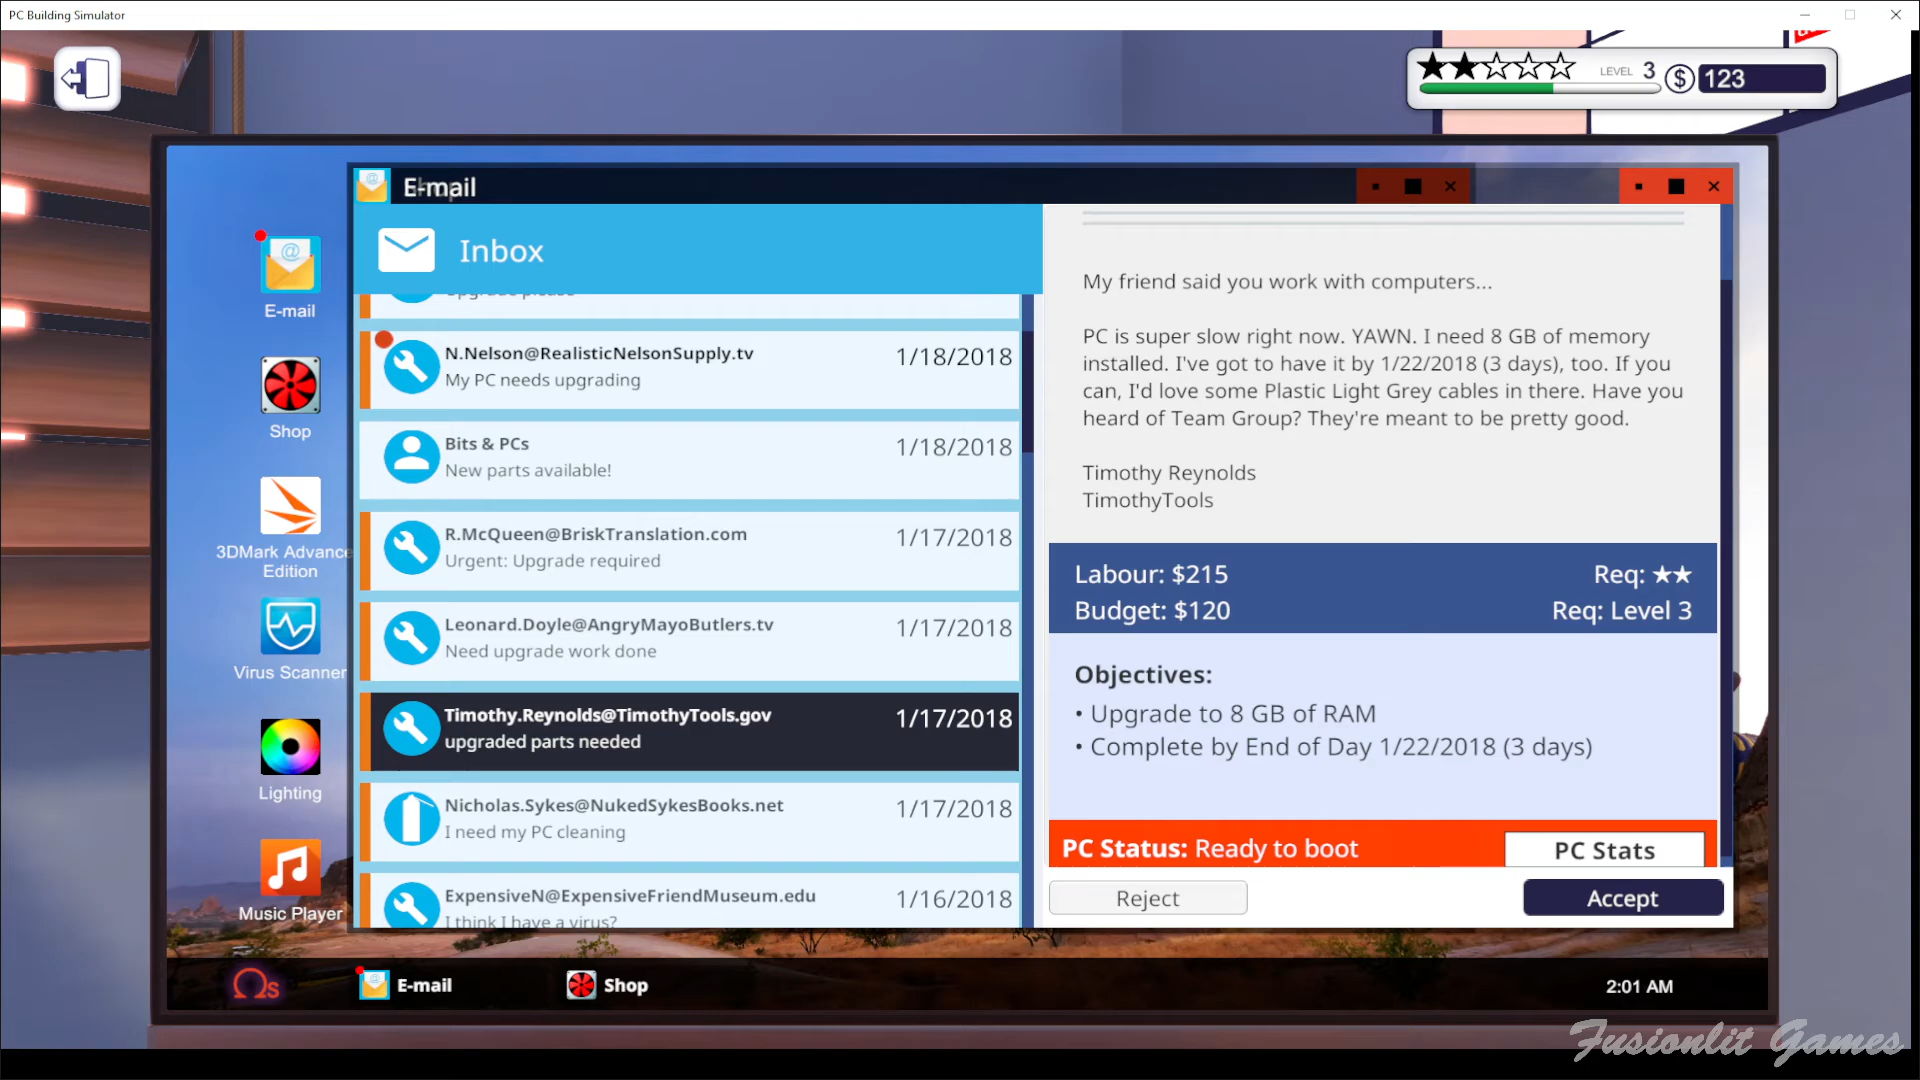 PC Building Simulator
LEVEL 3
$ 123
E-mail
Inbox
E-mail
Shop
3DMark Advance
Edition
Virus Scanner
Lighting
Music Player
Upgrade please
N.Nelson@RealisticNelsonSupply.tv 1/18/2018
My PC needs upgrading
Bits & PCs 1/18/2018
New parts available!
R.McQueen@BriskTranslation.com 1/17/2018
Urgent: Upgrade required
Leonard.Doyle@AngryMayoButlers.tv 1/17/2018
Need upgrade work done
Timothy.Reynolds@TimothyTools.gov 1/17/2018
upgraded parts needed
Nicholas.Sykes@NukedSykesBooks.net 1/17/2018
I need my PC cleaning
ExpensiveN@ExpensiveFriendMuseum.edu 1/16/2018
I think I have a virus?
My friend said you work with computers...
PC is super slow right now. YAWN. I need 8 GB of memory
installed. I've got to have it by 1/22/2018 (3 days), too. If you
can, I'd love some Plastic Light Grey cables in there. Have you
heard of Team Group? They're meant to be pretty good.
Timothy Reynolds
TimothyTools
Labour: $215 Req: ★★
Budget: $120 Req: Level 3
Objectives:
• Upgrade to 8 GB of RAM
• Complete by End of Day 1/22/2018 (3 days)
PC Status: Ready to boot PC Stats
Reject Accept
Ωs E-mail Shop 2:01 AM
Fusionlit Games